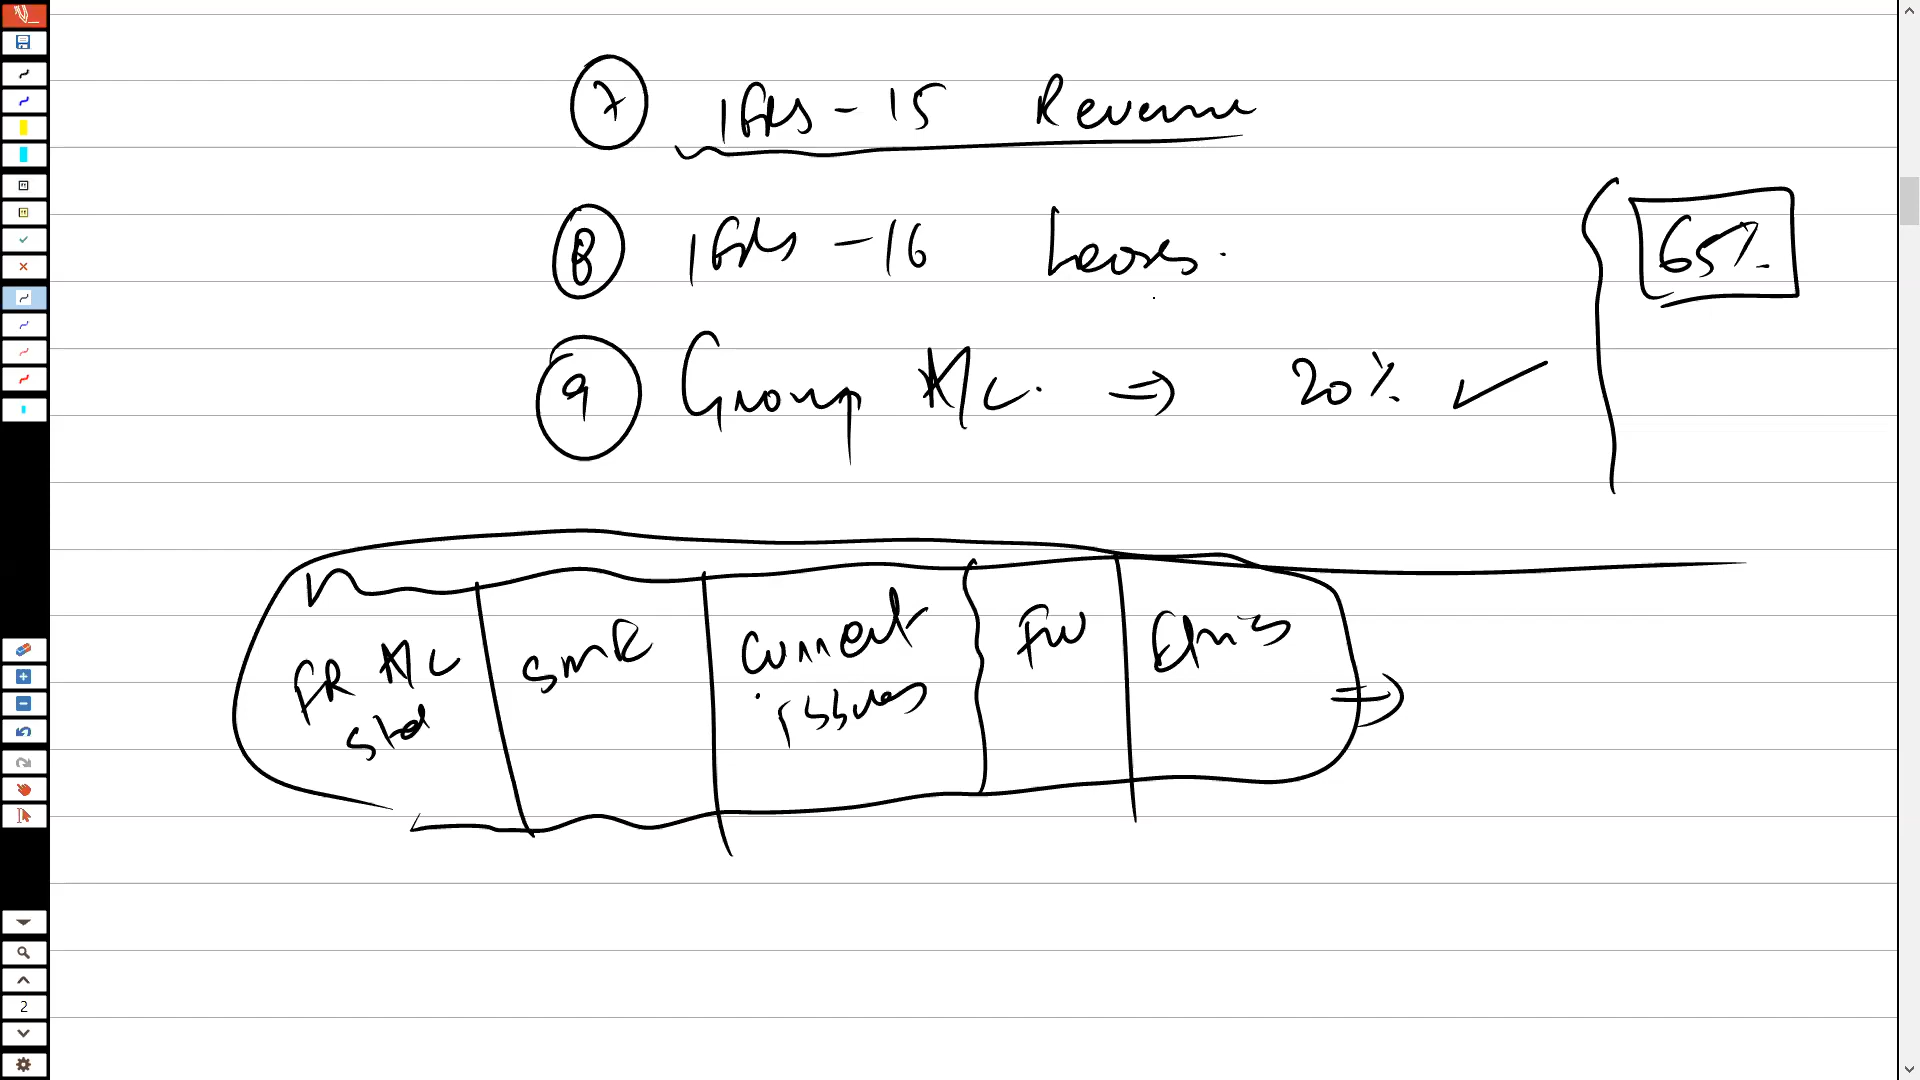 7 IFRS - 15 Revenue
8 IFRS - 16 Leases.
65%.
9 Group A/C. ⇒ 20% ✓
FR A/C Std
SMR
Current issues
FW
Ethics
⇒
2